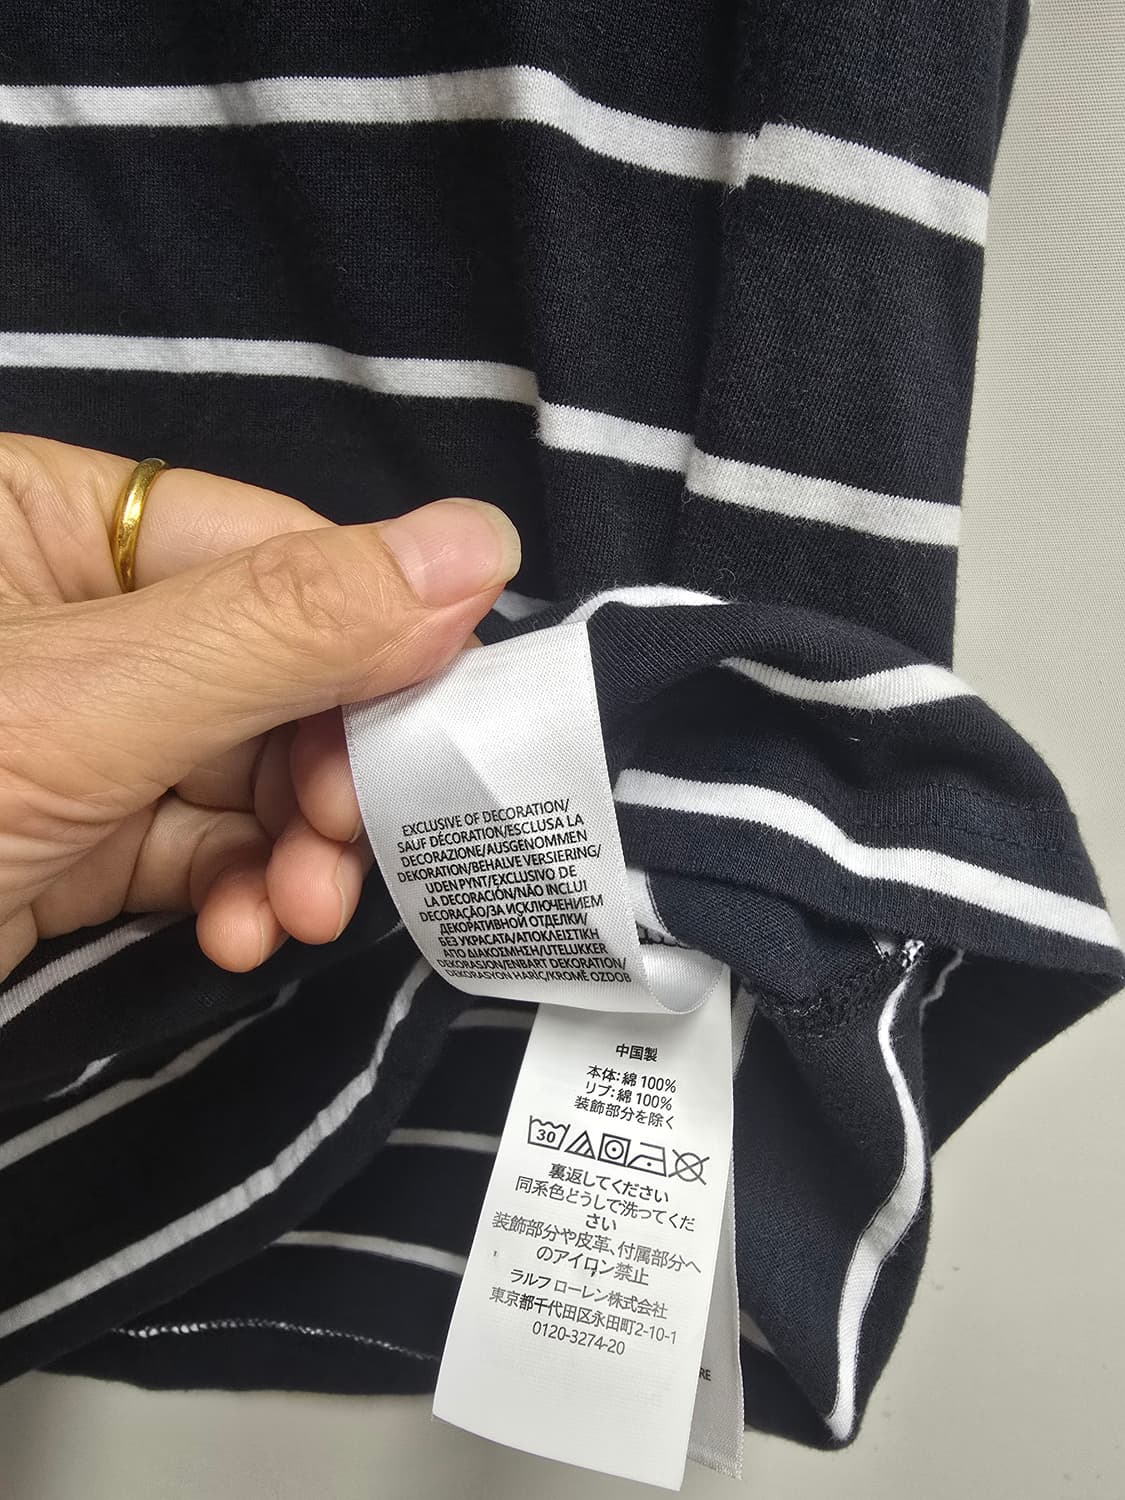 EXCLUSIVE OF DECORATION/
SAUF DÉCORATION/ESCLUSA LA
DECORAZIONE/AUSGENOMMEN
DEKORATION/BEHALVE VERSIERING/
UDEN PYNT/EXCLUSIVO DE
LA DECORACIÓN/NÃO INCLUI
DECORAÇÃO/ЗА ИСКЛЮЧЕНИЕМ
ДЕКОРАТИВНОЙ ОТДЕЛКИ/
БЕЗ УКРАСАТА/ΑΠΟΚΛΕΙΣΤΙΚΗ
ΑΠΟ ΔΙΑΚΟΣΜΗΣΗ/UTELUKKER
DEKORASJON/ENBART DEKORATION/
DEKORASYON HARİÇ/KROMĚ OZDOB
中国製
本体: 綿 100%
リブ: 綿 100%
装飾部分を除く
30
裏返してください
同系色どうしで洗ってくだ
さい
装飾部分や皮革、付属部分へ
のアイロン禁止
ラルフ ローレン株式会社
東京都千代田区永田町2-10-1
0120-3274-20
RE